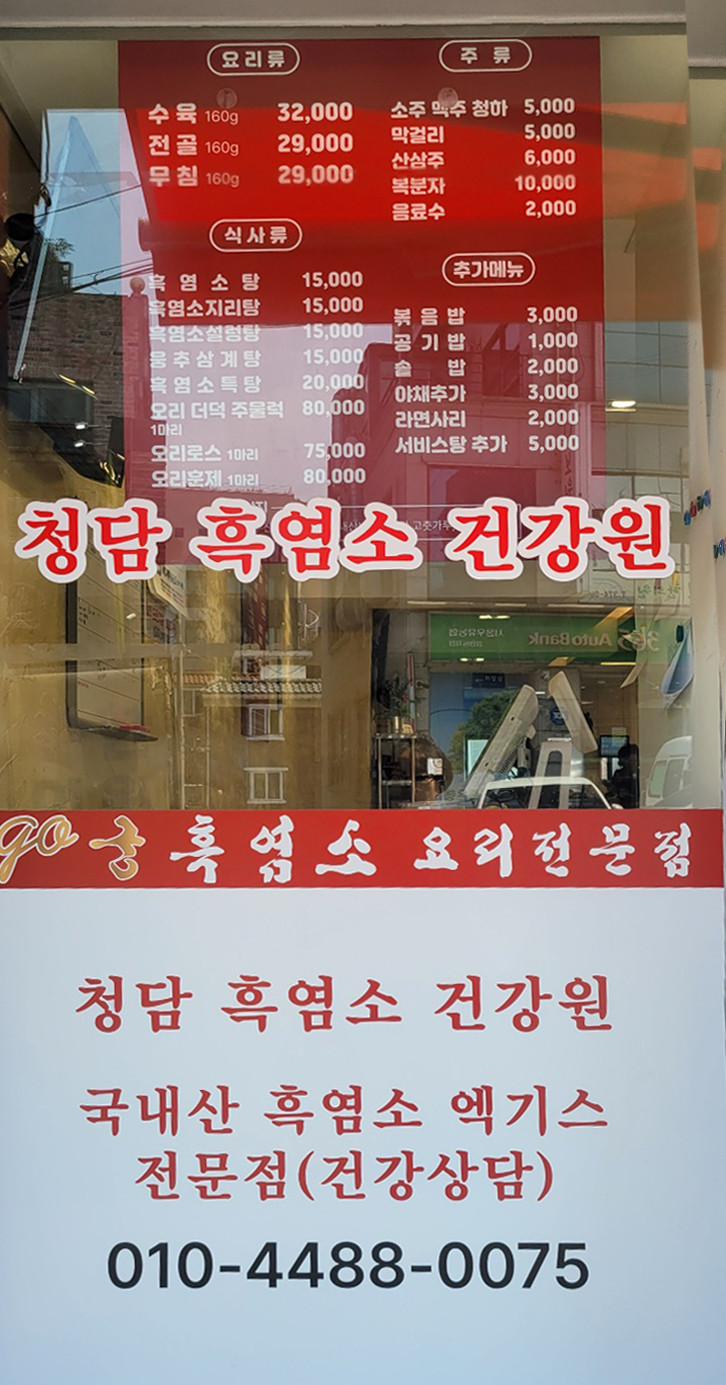 요리류
수육 160g 32,000
전골 160g 29,000
무침 160g 29,000
식사류
흑염소탕 15,000
흑염소지리탕 15,000
흑염소설렁탕 15,000
웅추삼계탕 15,000
흑염소특탕 20,000
오리 더덕 주물럭 80,000
1마리
오리로스 1마리 75,000
오리훈제 1마리 80,000
주류
소주 맥주 청하 5,000
막걸리 5,000
산삼주 6,000
복분자 10,000
음료수 2,000
추가메뉴
볶음밥 3,000
공기밥 1,000
솥밥 2,000
야채추가 3,000
라면사리 2,000
서비스탕 추가 5,000
고춧가루
청담 흑염소 건강원
365 AutoBank
go궁 흑염소 요리전문점
청담 흑염소 건강원
국내산 흑염소 엑기스
전문점(건강상담)
010-4488-0075